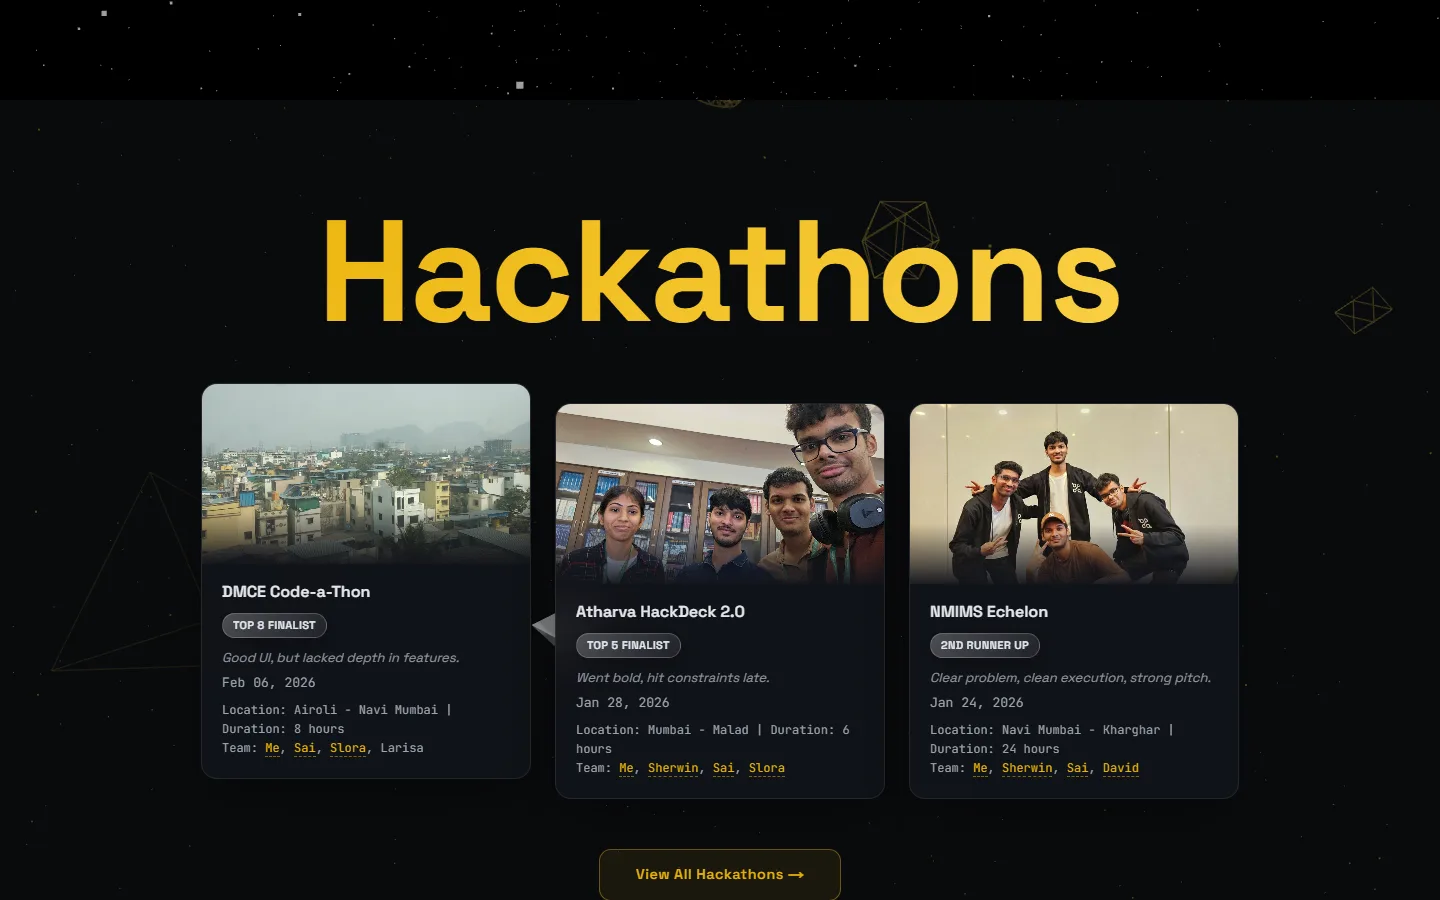 Hackathons
DMCE Code-a-Thon
TOP 8 FINALIST
Good UI, but lacked depth in features.
Feb 06, 2026
Location: Airoli - Navi Mumbai |
Duration: 8 hours
Team: Me, Sai, Slora, Larisa
Atharva HackDeck 2.0
TOP 5 FINALIST
Went bold, hit constraints late.
Jan 28, 2026
Location: Mumbai - Malad | Duration: 6
hours
Team: Me, Sherwin, Sai, Slora
NMIMS Echelon
2ND RUNNER UP
Clear problem, clean execution, strong pitch.
Jan 24, 2026
Location: Navi Mumbai - Kharghar |
Duration: 24 hours
Team: Me, Sherwin, Sai, David
View All Hackathons →